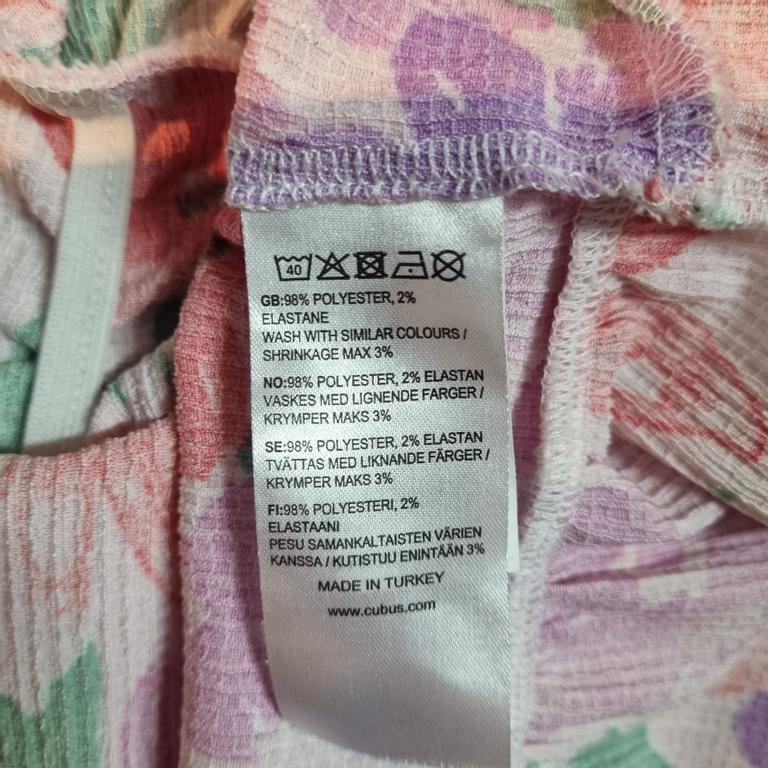 40
GB:98% POLYESTER, 2%
ELASTANE
WASH WITH SIMILAR COLOURS /
SHRINKAGE MAX 3%
NO:98% POLYESTER, 2% ELASTAN
VASKES MED LIGNENDE FARGER /
KRYMPER MAKS 3%
SE:98% POLYESTER, 2% ELASTAN
TVÄTTAS MED LIKNANDE FÄRGER /
KRYMPER MAKS 3%
FI:98% POLYESTERI, 2%
ELASTAANI
PESU SAMANKALTAISTEN VÄRIEN
KANSSA / KUTISTUU ENINTÄÄN 3%
MADE IN TURKEY
www.cubus.com